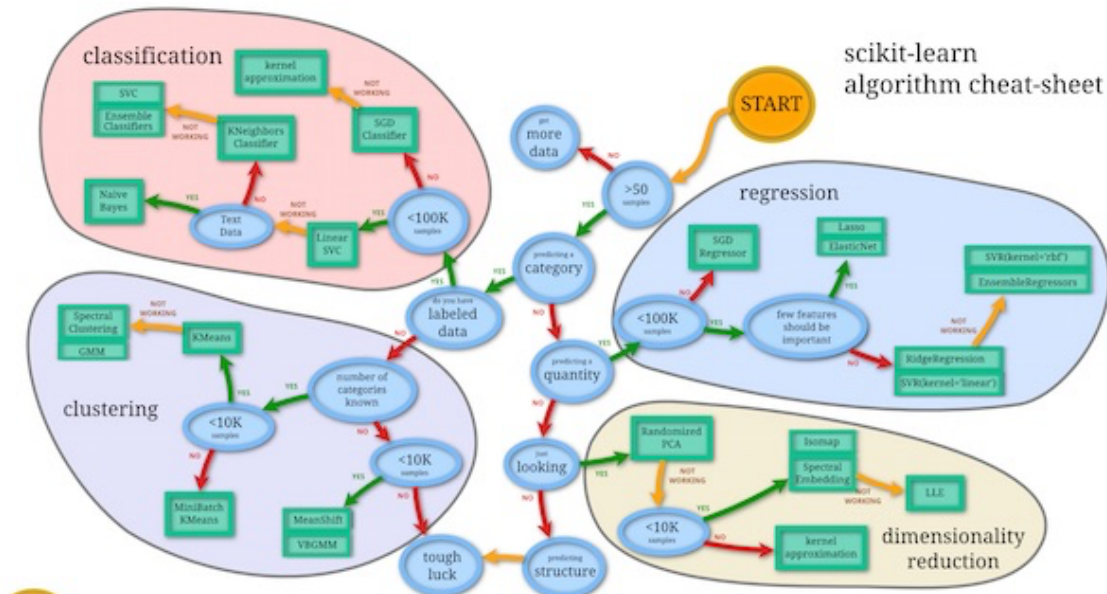 scikit-learn
algorithm cheat-sheet
START
get
more
data
NO
>50
samples
YES
predicting a
category
YES
NO
do you have
labeled
data
YES
NO
predicting a
quantity
YES
NO
just
looking
YES
NO
predicting
structure
tough
luck
classification
kernel
approximation
NOT
WORKING
SVC
Ensemble
Classifiers
NOT
WORKING
KNeighbors
Classifier
SGD
Classifier
NO
Naive
Bayes
YES
Text
Data
NO
NOT
WORKING
Linear
SVC
YES
<100K
samples
regression
SGD
Regressor
NO
<100K
samples
YES
Lasso
ElasticNet
YES
few features
should be
important
NO
SVR(kernel='rbf')
EnsembleRegressors
NOT
WORKING
RidgeRegression
SVR(kernel='linear')
clustering
Spectral
Clustering
GMM
NOT
WORKING
KMeans
YES
<10K
samples
NO
MiniBatch
KMeans
YES
number of
categories
known
NO
<10K
samples
YES
NO
MeanShift
VBGMM
dimensionality
reduction
Randomized
PCA
NOT
WORKING
<10K
samples
YES
NO
Isomap
Spectral
Embedding
NOT
WORKING
LLE
kernel
approximation